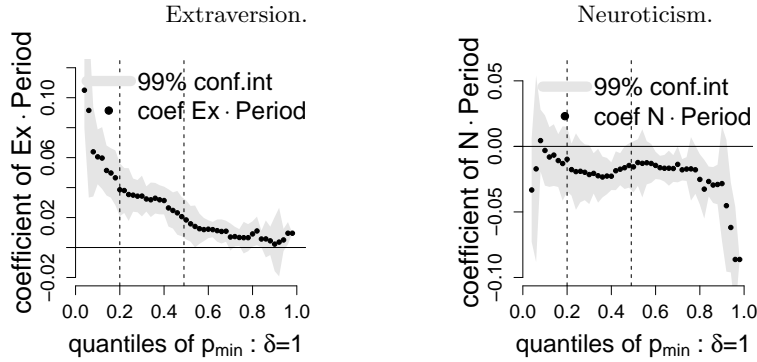 Extraversion.
99% conf.int
coef Ex · Period
coefficient of Ex · Period
0.10
0.06
0.02
−0.02
0.0 0.2 0.4 0.6 0.8 1.0
quantiles of pmin : δ=1
Neuroticism.
99% conf.int
coef N · Period
coefficient of N · Period
0.05
0.00
−0.05
−0.10
0.0 0.2 0.4 0.6 0.8 1.0
quantiles of pmin : δ=1